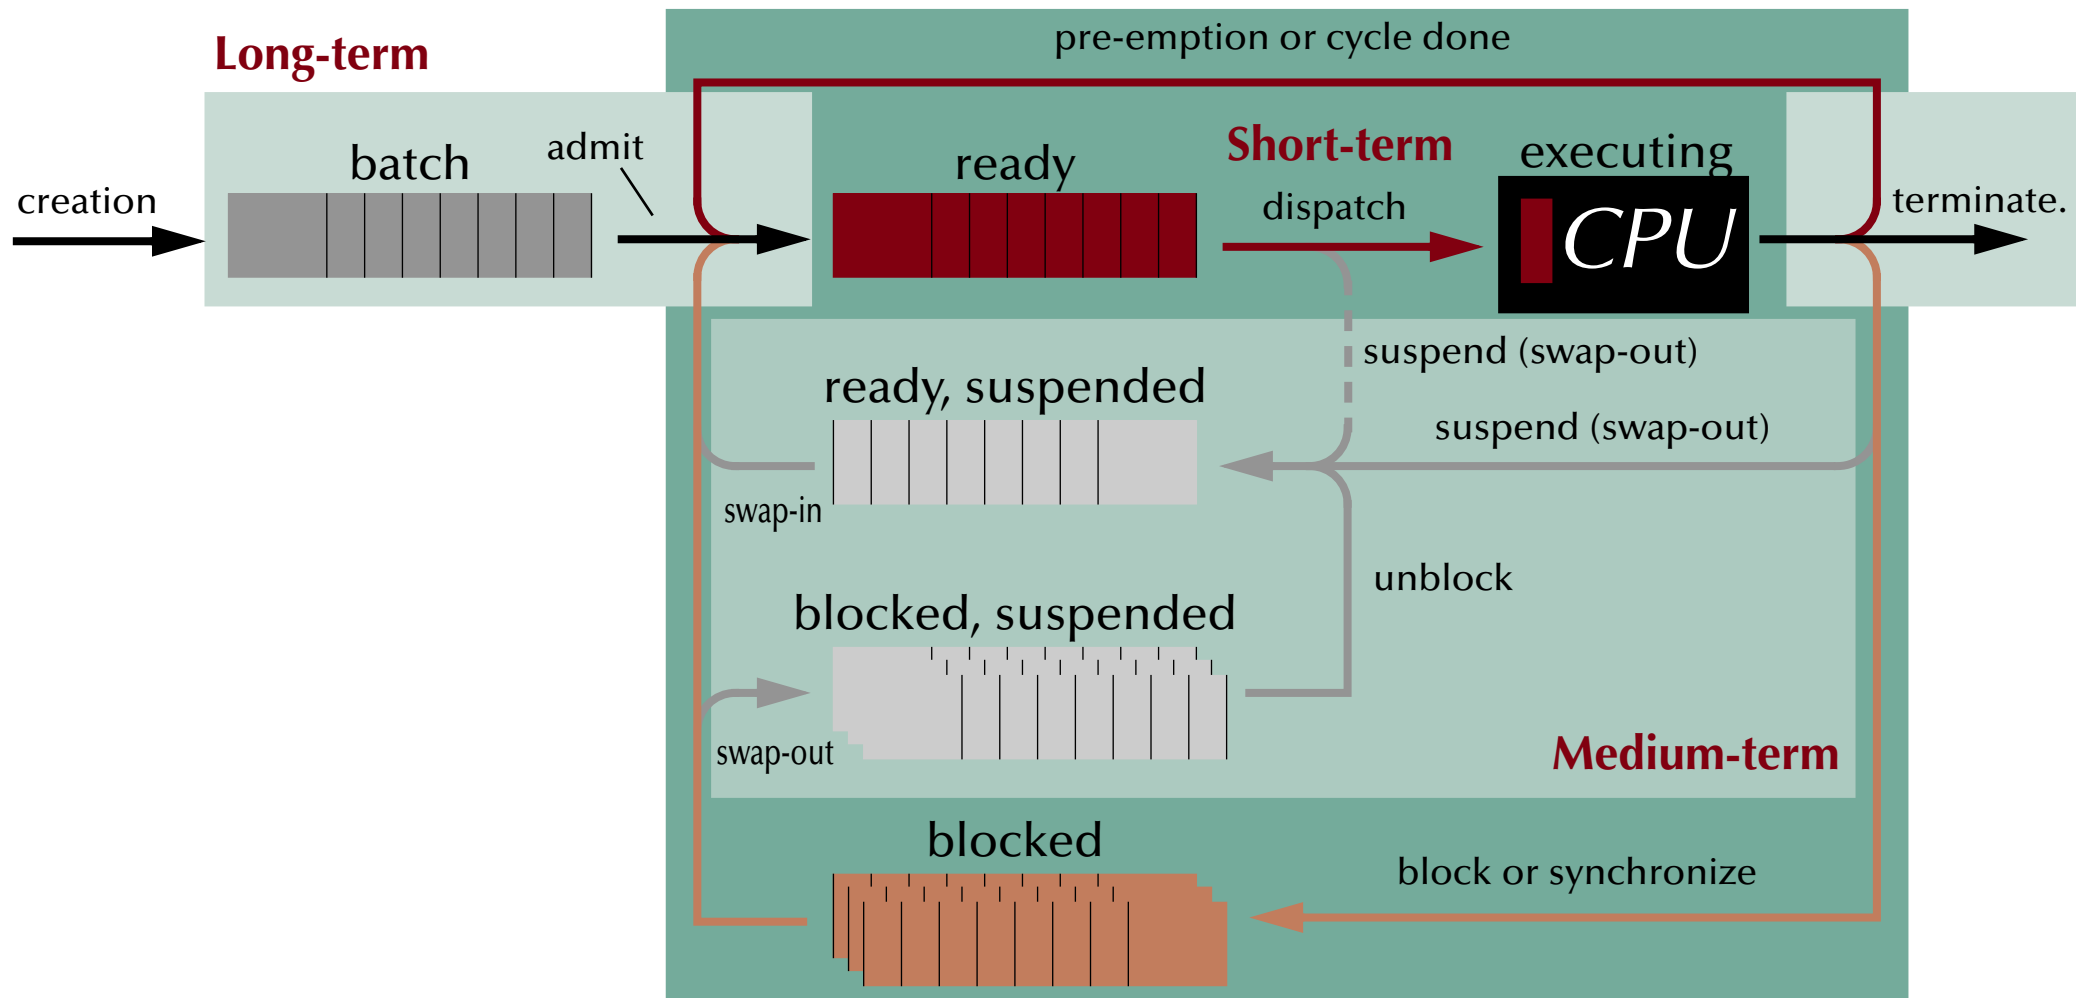 pre-emption or cycle done
Long-term
batch
admit
ready
Short-term
executing
creation
dispatch
CPU
terminate.
suspend (swap-out)
ready, suspended
suspend (swap-out)
swap-in
unblock
blocked, suspended
swap-out
Medium-term
blocked
block or synchronize